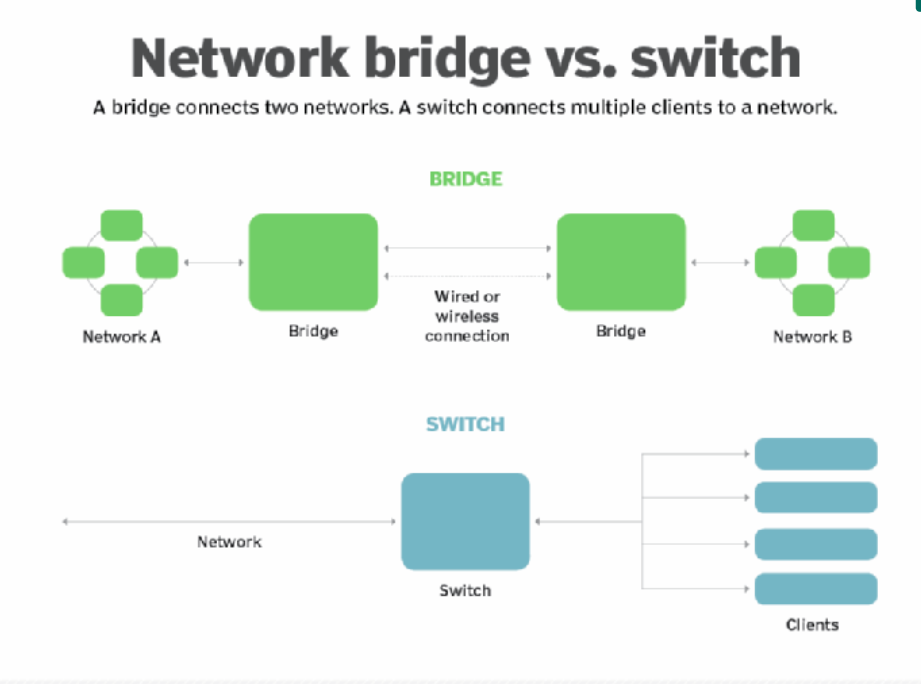 Network bridge vs. switch
A bridge connects two networks. A switch connects multiple clients to a network.
BRIDGE
Network A
Bridge
Wired or
wireless
connection
Bridge
Network B
SWITCH
Network
Switch
Clients